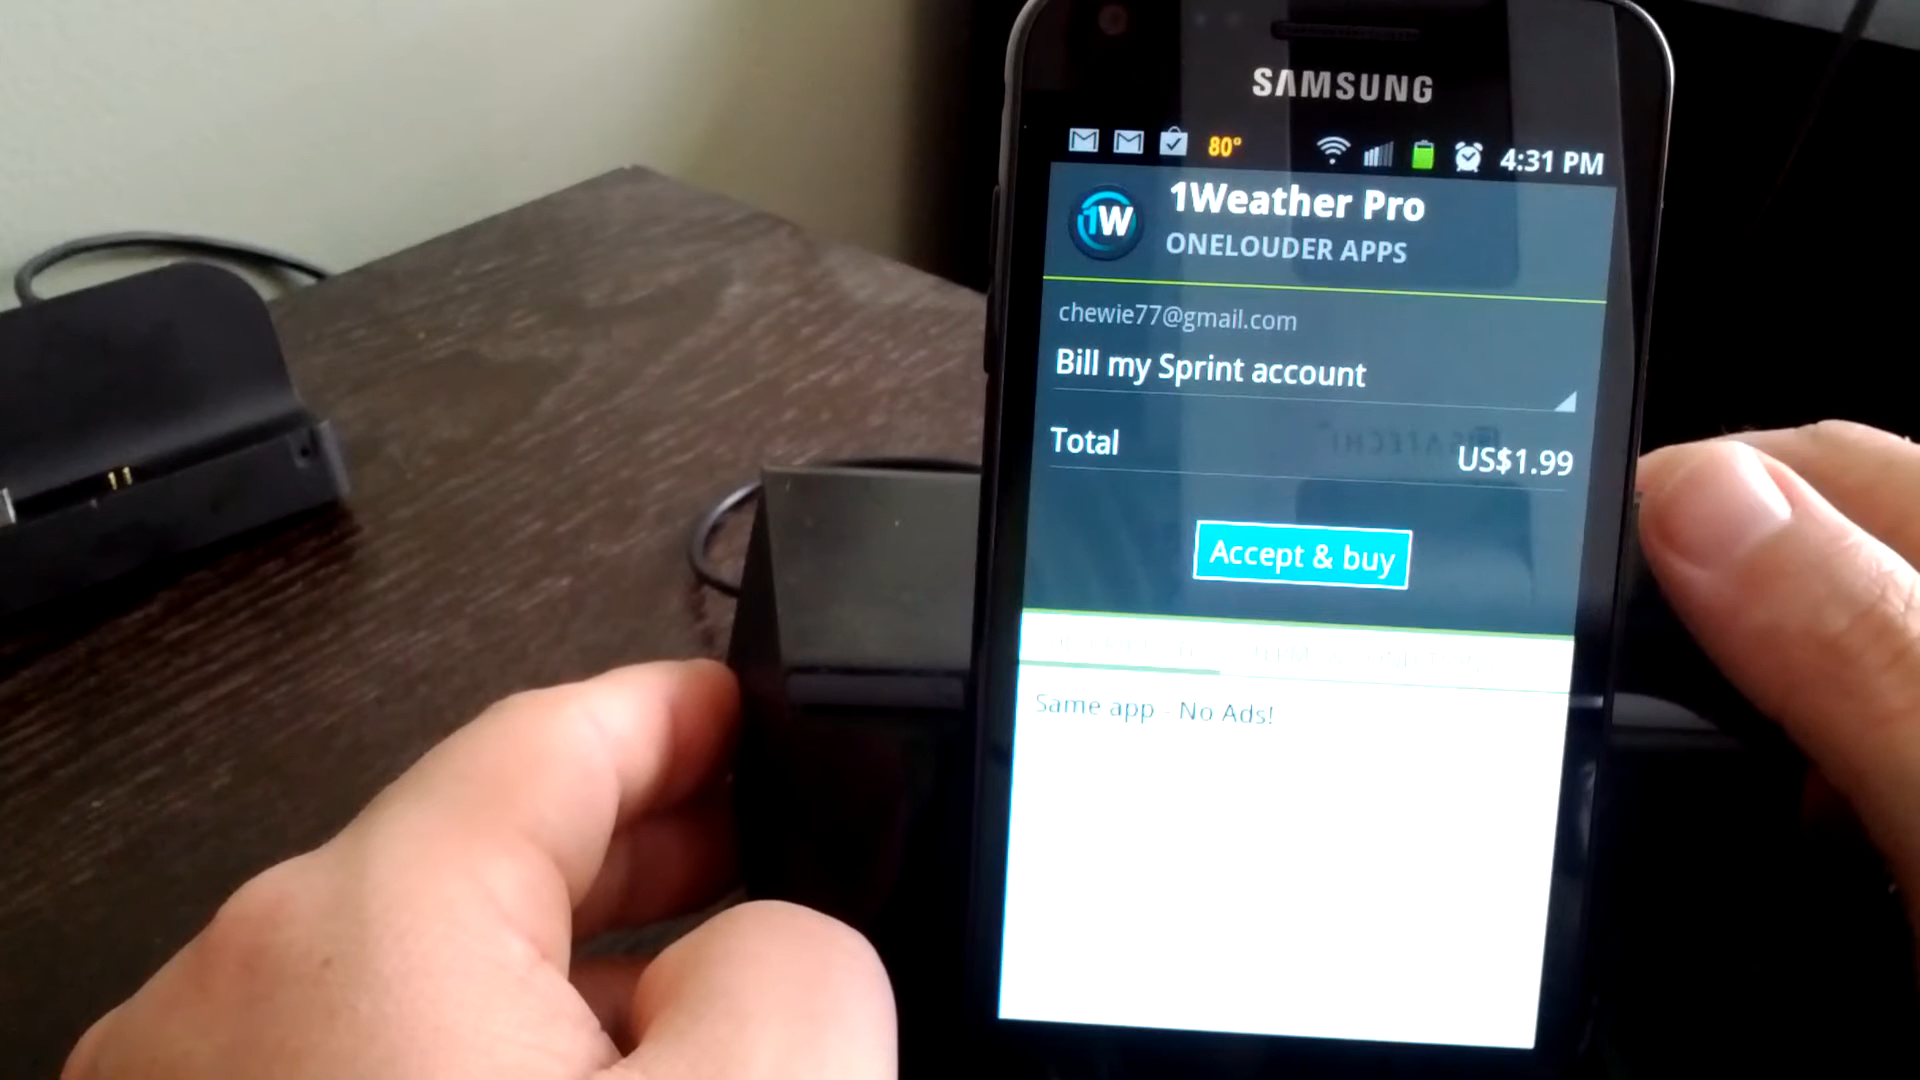 SAMSUNG
80° 4:31 PM
1W
1Weather Pro
ONELOUDER APPS
chewie77@gmail.com
Bill my Sprint account
Total
US$1.99
Accept & buy
Same app - No Ads!